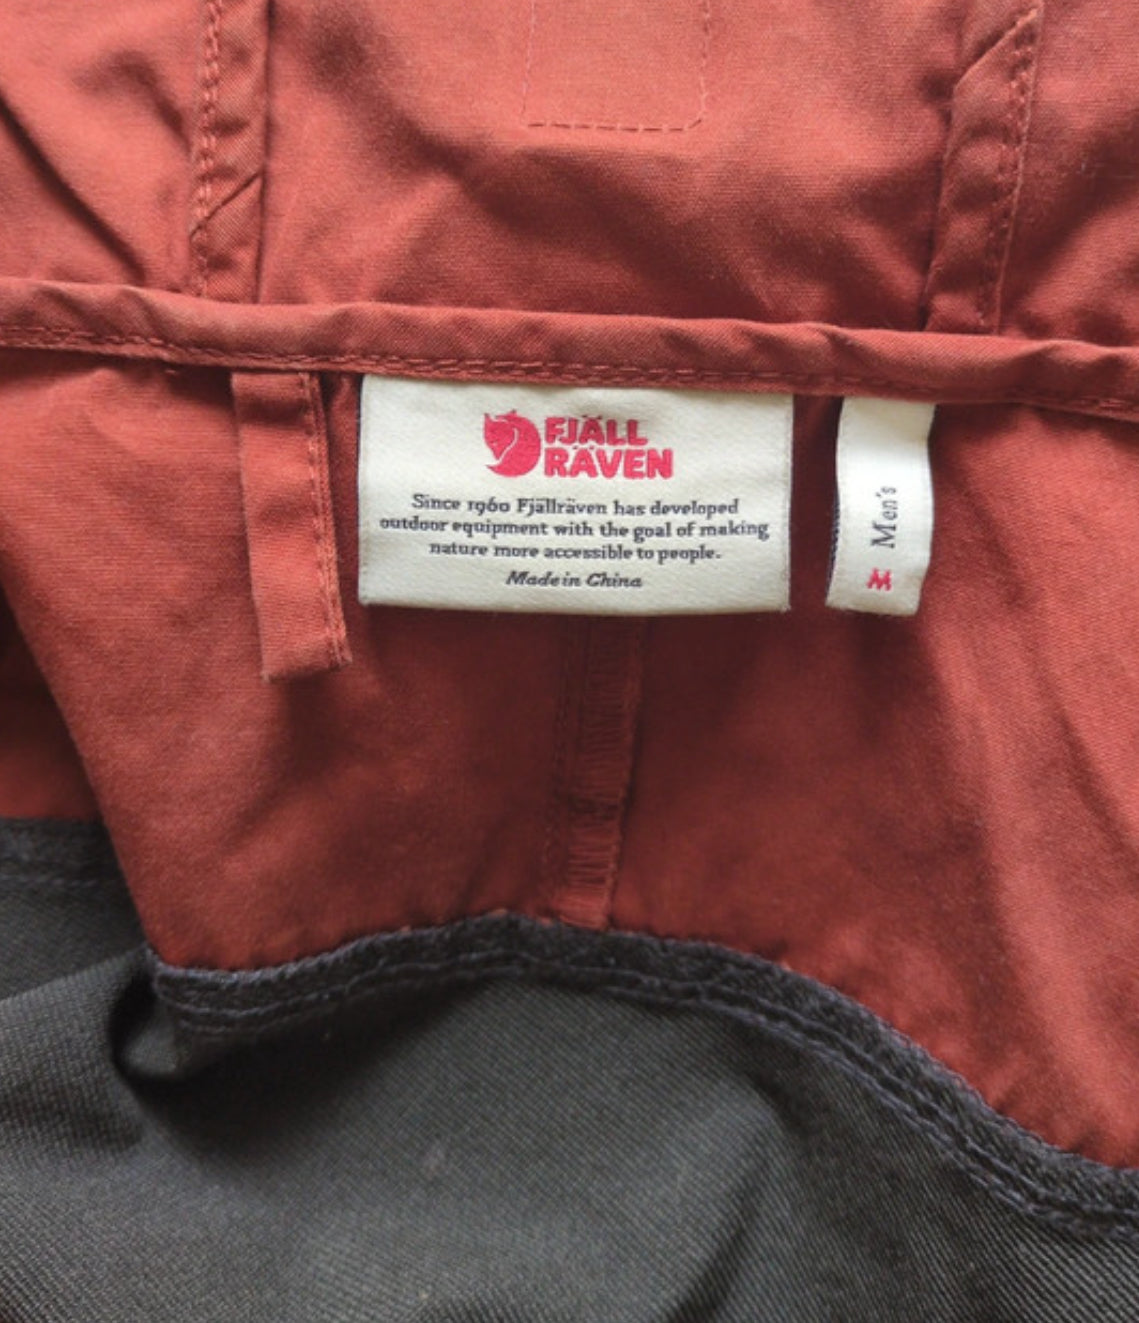 FJÄLL
RÄVEN
Since 1960 Fjällräven has developed
outdoor equipment with the goal of making
nature more accessible to people.
Made in China
Men's
M